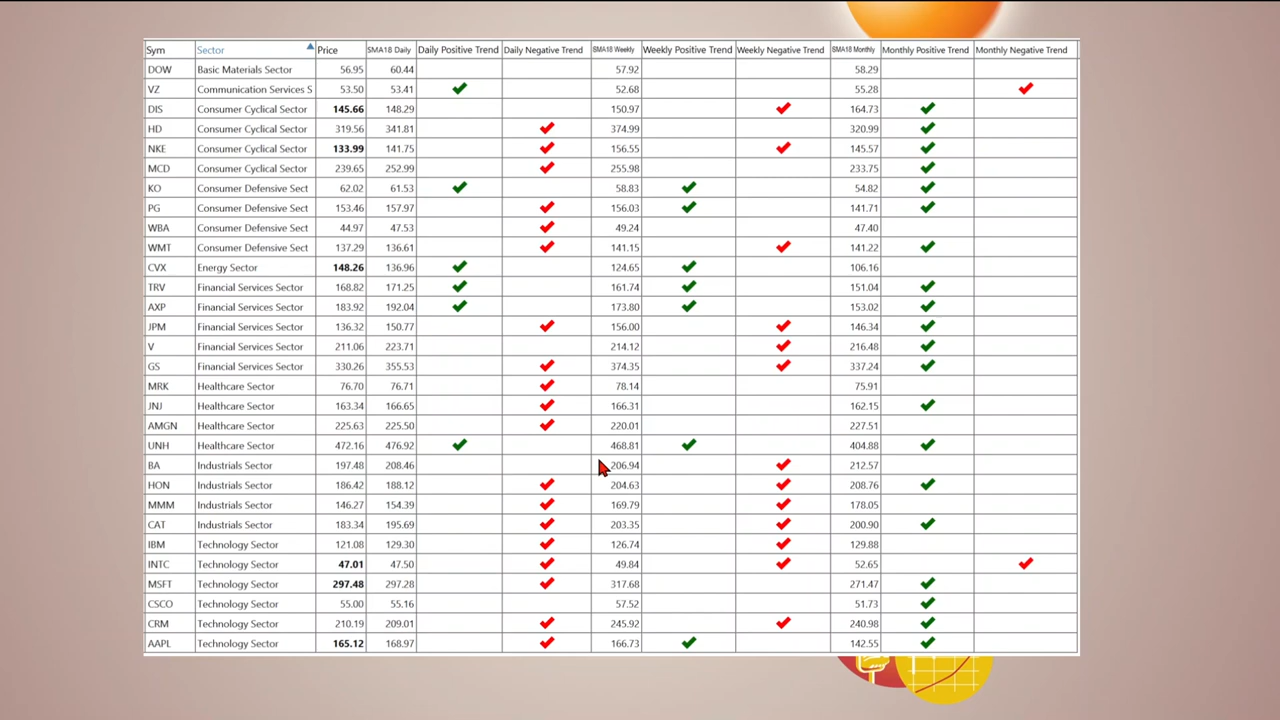 Sym Sector Price SMA18 Daily Daily Positive Trend Daily Negative Trend SMA18 Weekly Weekly Positive Trend Weekly Negative Trend SMA18 Monthly Monthly Positive Trend Monthly Negative Trend
DOW Basic Materials Sector 56.95 60.44 57.92 58.29
VZ Communication Services S 53.50 53.41 ✔ 52.68 55.28 ✔
DIS Consumer Cyclical Sector 145.66 148.29 150.97 ✔ 164.73 ✔
HD Consumer Cyclical Sector 319.56 341.81 ✔ 374.99 320.99 ✔
NKE Consumer Cyclical Sector 133.99 141.75 ✔ 156.55 ✔ 145.57 ✔
MCD Consumer Cyclical Sector 239.65 252.99 ✔ 255.98 233.75 ✔
KO Consumer Defensive Sect 62.02 61.53 ✔ 58.83 ✔ 54.82 ✔
PG Consumer Defensive Sect 153.46 157.97 ✔ 156.03 ✔ 141.71 ✔
WBA Consumer Defensive Sect 44.97 47.53 ✔ 49.24 47.40
WMT Consumer Defensive Sect 137.29 136.61 ✔ 141.15 ✔ 141.22 ✔
CVX Energy Sector 148.26 136.96 ✔ 124.65 ✔ 106.16
TRV Financial Services Sector 168.82 171.25 ✔ 161.74 ✔ 151.04 ✔
AXP Financial Services Sector 183.92 192.04 ✔ 173.80 ✔ 153.02 ✔
JPM Financial Services Sector 136.32 150.77 ✔ 156.00 ✔ 146.34 ✔
V Financial Services Sector 211.06 223.71 214.12 ✔ 216.48 ✔
GS Financial Services Sector 330.26 355.53 ✔ 374.35 ✔ 337.24 ✔
MRK Healthcare Sector 76.70 76.71 ✔ 78.14 75.91
JNJ Healthcare Sector 163.34 166.65 ✔ 166.31 162.15 ✔
AMGN Healthcare Sector 225.63 225.50 ✔ 220.01 227.51
UNH Healthcare Sector 472.16 476.92 ✔ 468.81 ✔ 404.88 ✔
BA Industrials Sector 197.48 208.46 206.94 ✔ 212.57
HON Industrials Sector 186.42 188.12 ✔ 204.63 ✔ 208.76 ✔
MMM Industrials Sector 146.27 154.39 ✔ 169.79 ✔ 178.05
CAT Industrials Sector 183.34 195.69 ✔ 203.35 ✔ 200.90 ✔
IBM Technology Sector 121.08 129.30 ✔ 126.74 ✔ 129.88
INTC Technology Sector 47.01 47.50 ✔ 49.84 ✔ 52.65 ✔
MSFT Technology Sector 297.48 297.28 ✔ 317.68 271.47 ✔
CSCO Technology Sector 55.00 55.16 57.52 51.73 ✔
CRM Technology Sector 210.19 209.01 ✔ 245.92 ✔ 240.98 ✔
AAPL Technology Sector 165.12 168.97 ✔ 166.73 ✔ 142.55 ✔